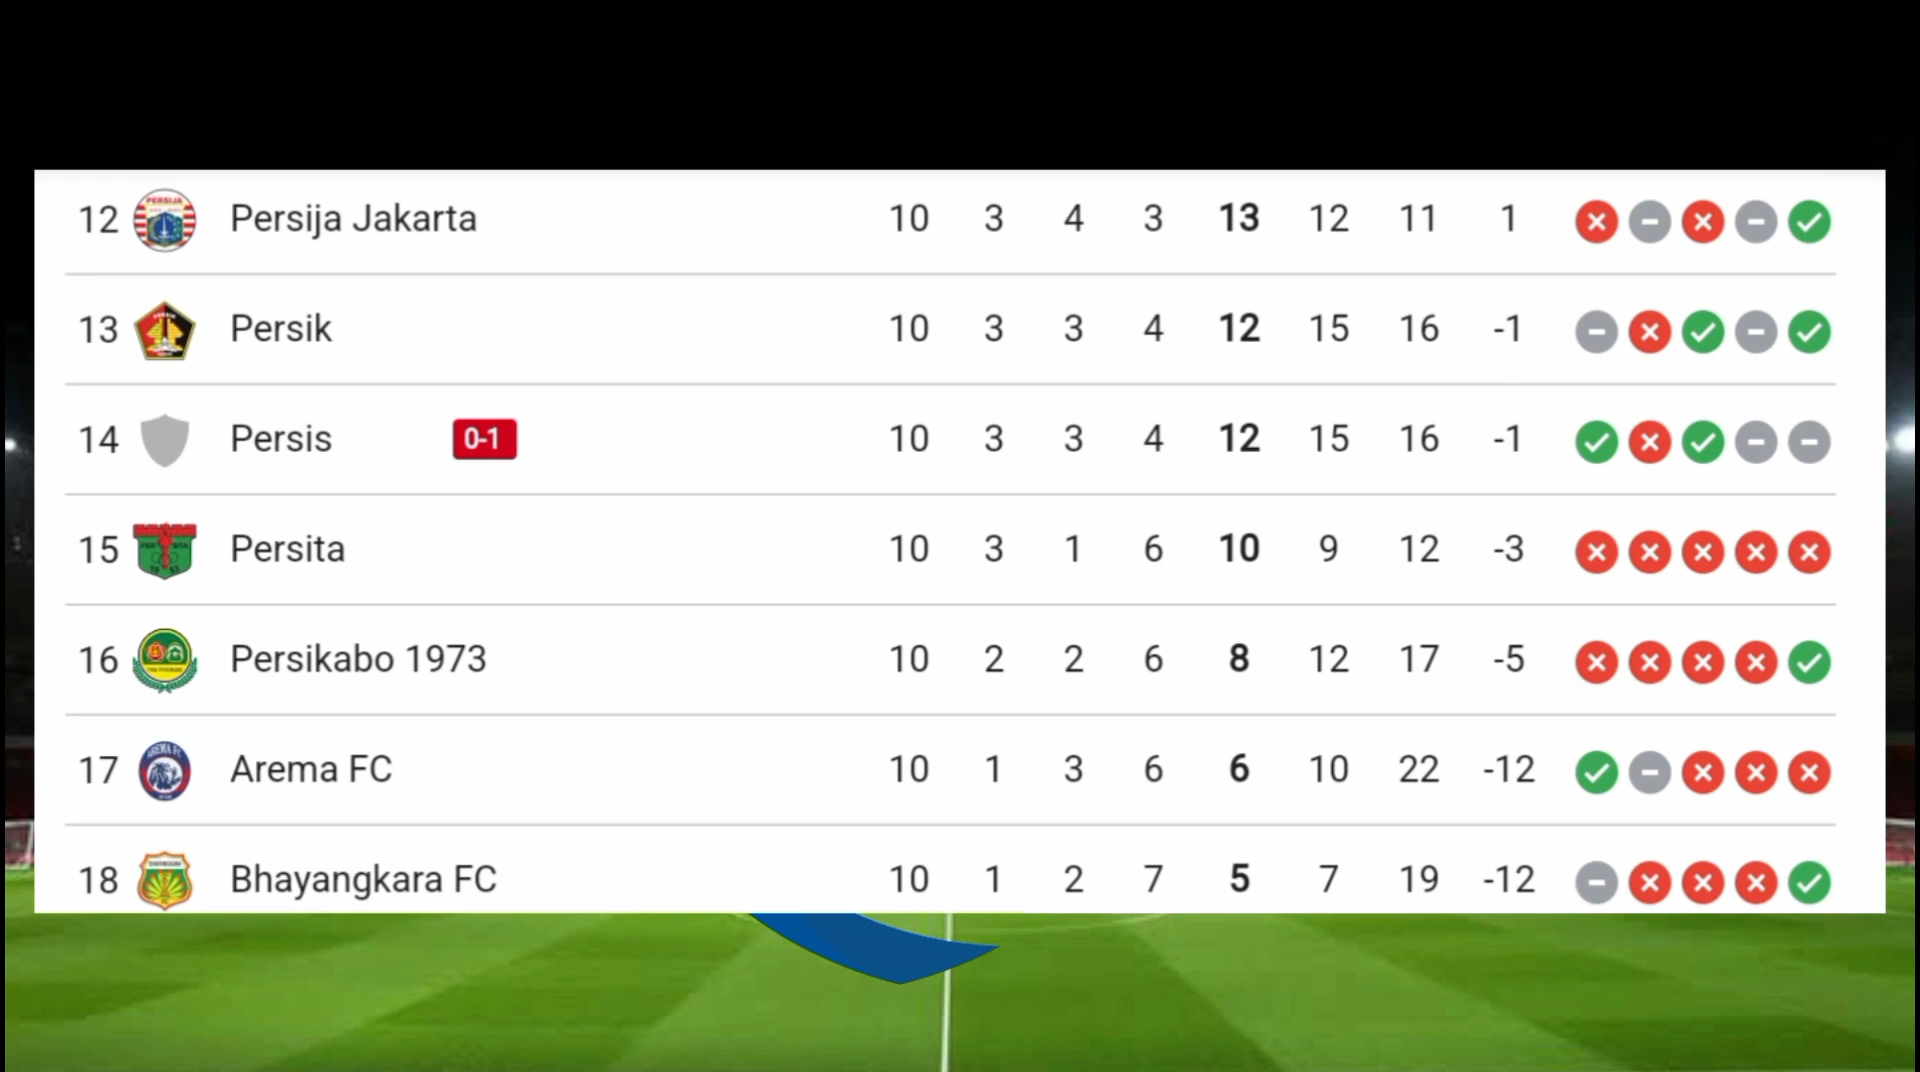 12 PERSIJA Persija Jakarta 10 3 4 3 13 12 11 1
13 PERSIK Persik 10 3 3 4 12 15 16 -1
14 Persis 0-1 10 3 3 4 12 15 16 -1
15 Persita 10 3 1 6 10 9 12 -3
16 Persikabo 1973 10 2 2 6 8 12 17 -5
17 AREMA FC Arema FC 10 1 3 6 6 10 22 -12
18 Bhayangkara FC 10 1 2 7 5 7 19 -12